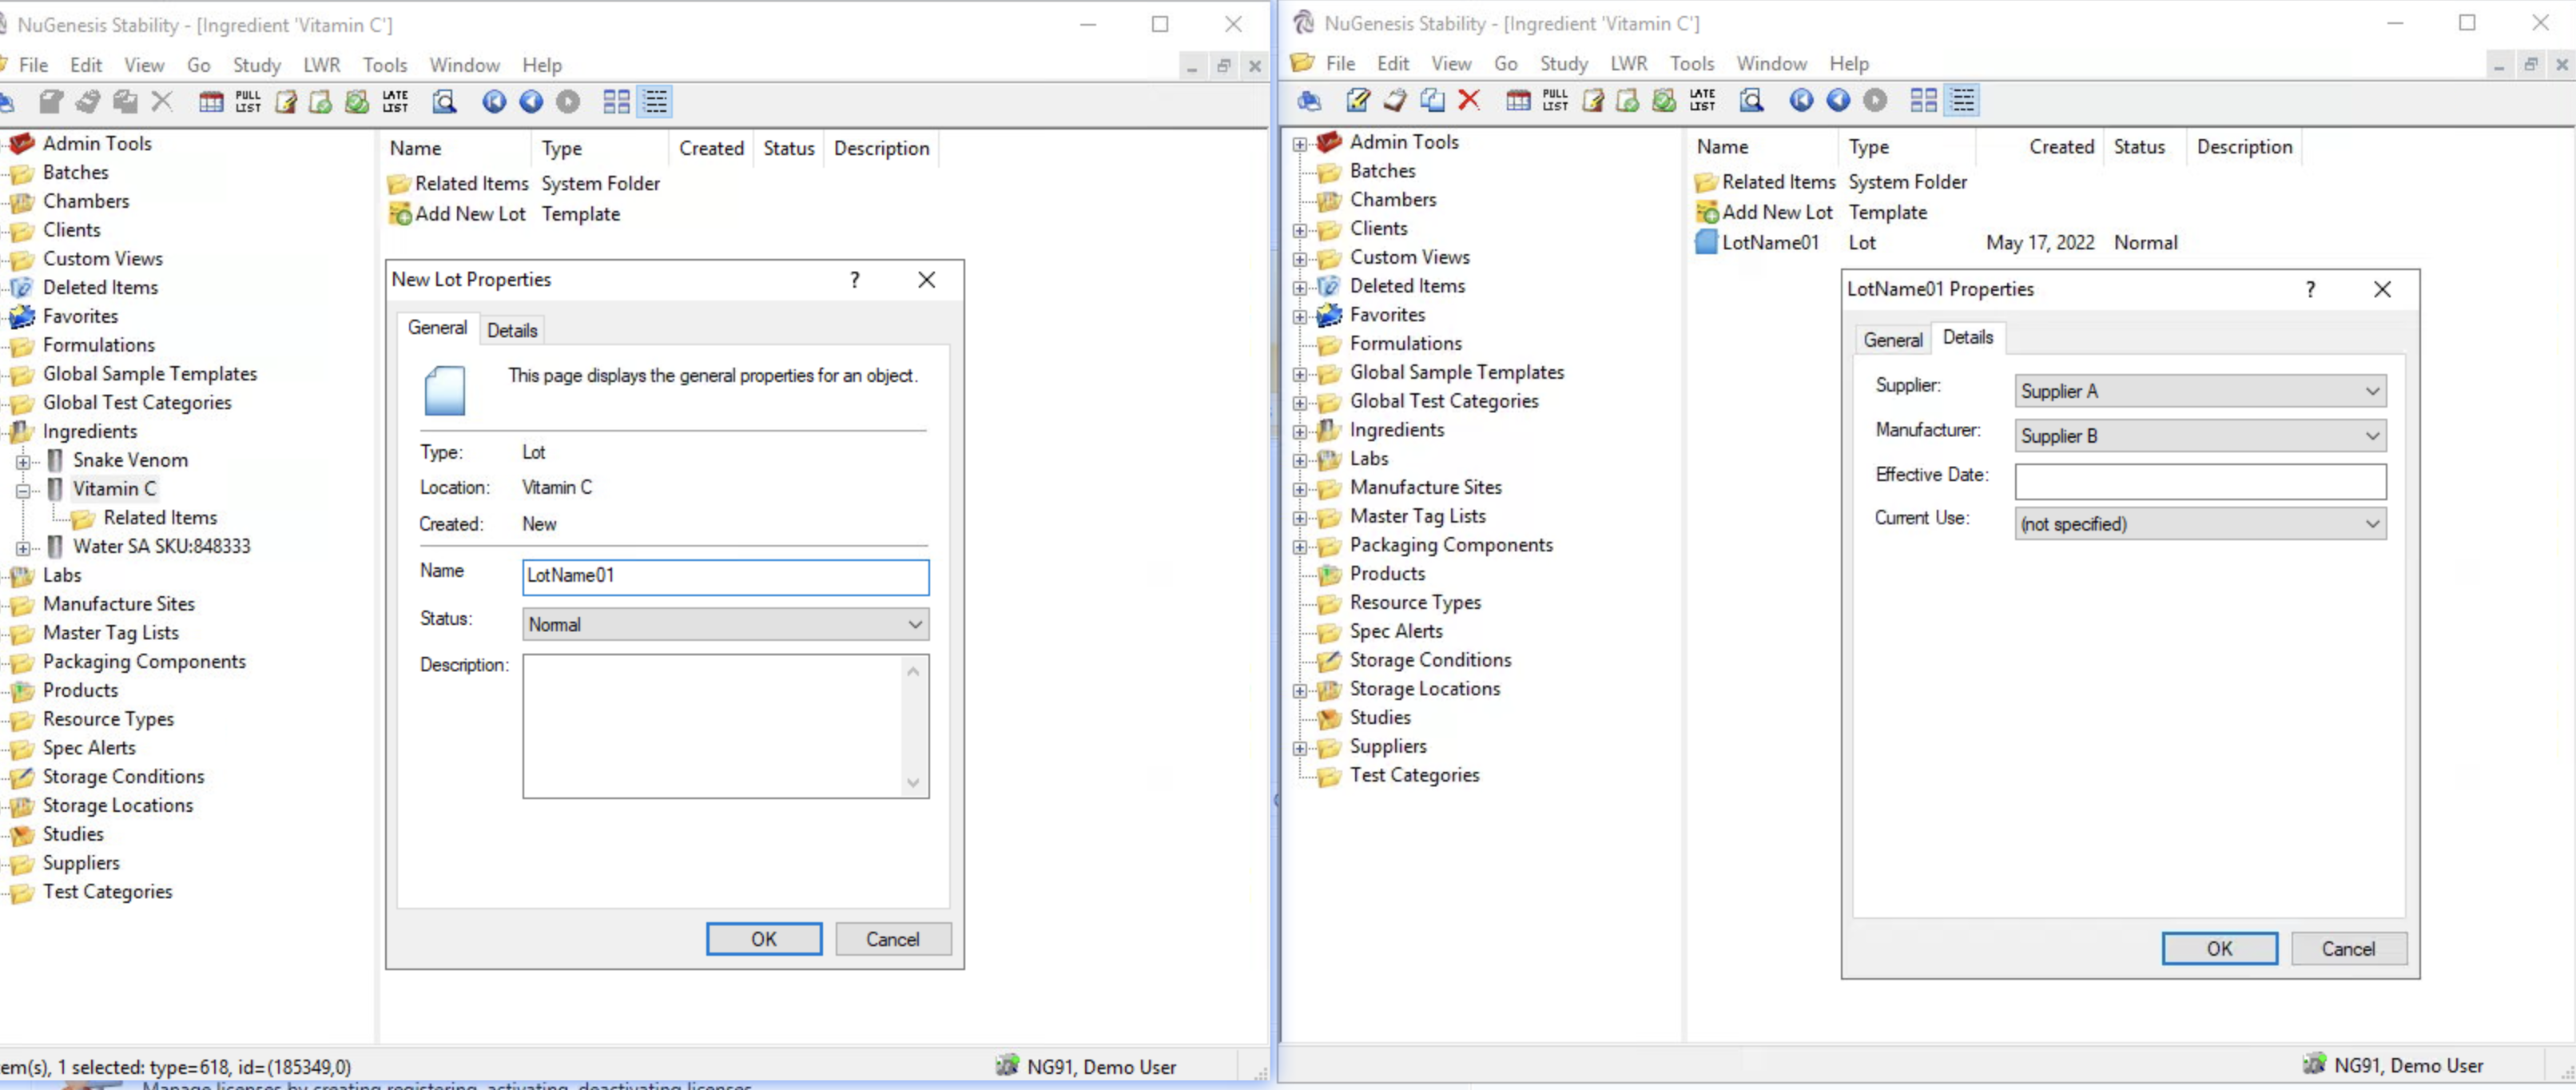 NuGenesis Stability - [Ingredient 'Vitamin C']
File Edit View Go Study LWR Tools Window Help
PULL LIST LATE LIST
Admin Tools
Batches
Chambers
Clients
Custom Views
Deleted Items
Favorites
Formulations
Global Sample Templates
Global Test Categories
Ingredients
Snake Venom
Vitamin C
Related Items
Water SA SKU:848333
Labs
Manufacture Sites
Master Tag Lists
Packaging Components
Products
Resource Types
Spec Alerts
Storage Conditions
Storage Locations
Studies
Suppliers
Test Categories
Name Type Created Status Description
Related Items System Folder
Add New Lot Template
New Lot Properties ?
General Details
This page displays the general properties for an object.
Type: Lot
Location: Vitamin C
Created: New
Name LotName01
Status: Normal
Description:
OK Cancel
em(s), 1 selected: type=618, id=(185349,0)
NG91, Demo User
Manage licenses by creating registering, activating, deactivating licenses
NuGenesis Stability - [Ingredient 'Vitamin C']
File Edit View Go Study LWR Tools Window Help
PULL LIST LATE LIST
Admin Tools
Batches
Chambers
Clients
Custom Views
Deleted Items
Favorites
Formulations
Global Sample Templates
Global Test Categories
Ingredients
Labs
Manufacture Sites
Master Tag Lists
Packaging Components
Products
Resource Types
Spec Alerts
Storage Conditions
Storage Locations
Studies
Suppliers
Test Categories
Name Type Created Status Description
Related Items System Folder
Add New Lot Template
LotName01 Lot May 17, 2022 Normal
LotName01 Properties ?
General Details
Supplier: Supplier A
Manufacturer: Supplier B
Effective Date:
Current Use: (not specified)
OK Cancel
NG91, Demo User